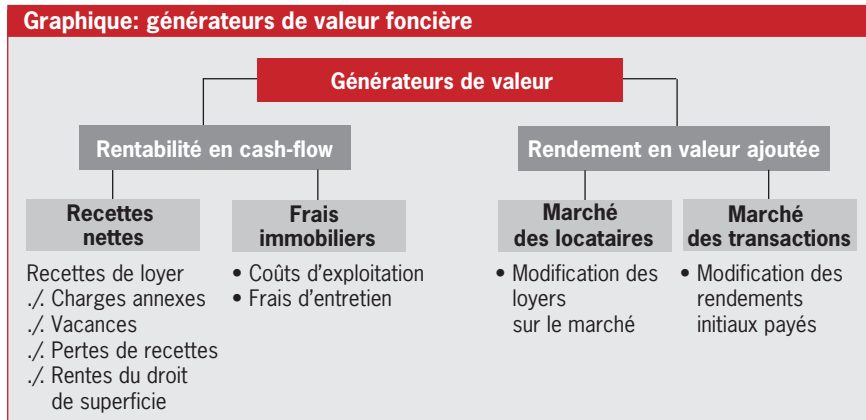 Graphique: générateurs de valeur foncière
Générateurs de valeur
Rentabilité en cash-flow
Rendement en valeur ajoutée
Recettes
nettes
Frais
immobiliers
Marché
des locataires
Marché
des transactions
Recettes de loyer
./. Charges annexes
./. Vacances
./. Pertes de recettes
./. Rentes du droit
de superficie
• Coûts d'exploitation
• Frais d'entretien
• Modification des
loyers
sur le marché
• Modification des
rendements
initiaux payés